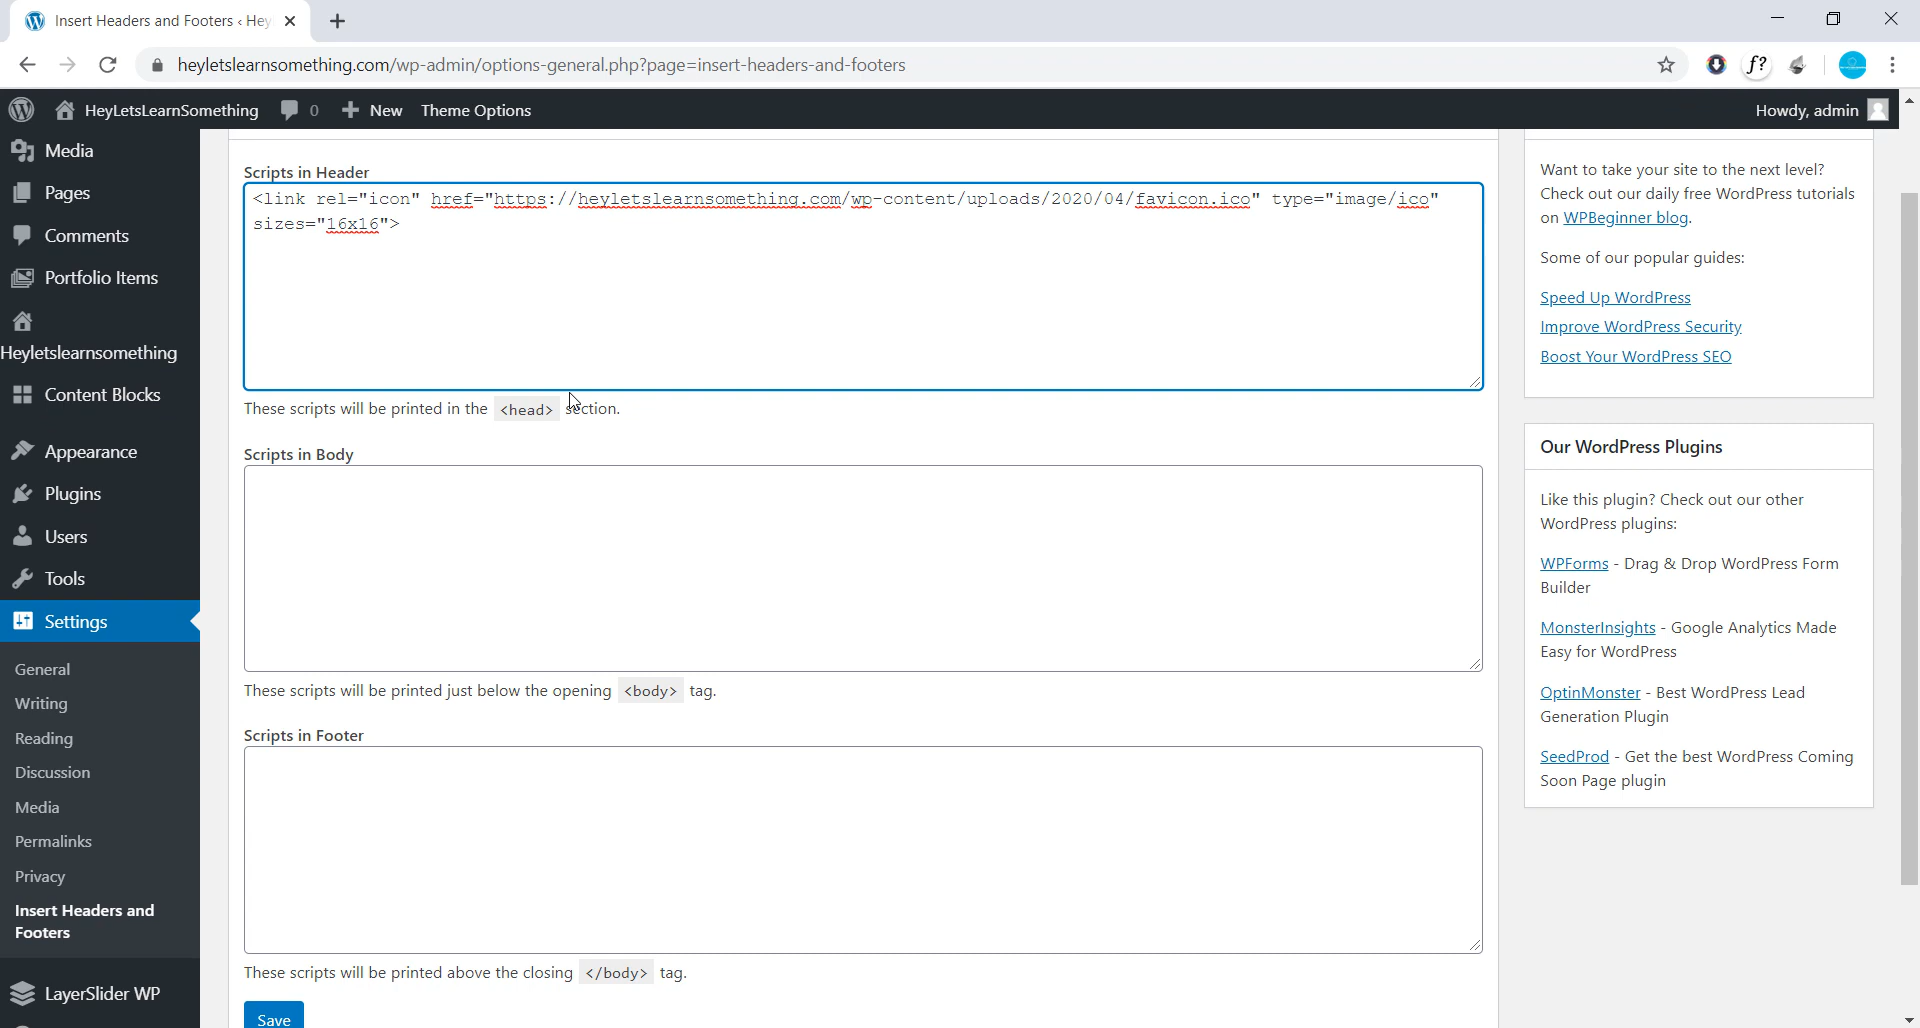 Insert Headers and Footers ‹ Hey
heyletslearnsomething.com/wp-admin/options-general.php?page=insert-headers-and-footers
f?
HeyLetsLearnSomething
0
New
Theme Options
Howdy, admin
Media
Pages
Comments
Portfolio Items
Heyletslearnsomething
Content Blocks
Appearance
Plugins
Users
Tools
Settings
General
Writing
Reading
Discussion
Media
Permalinks
Privacy
Insert Headers and
Footers
LayerSlider WP
Scripts in Header
<link rel="icon" href="https://heyletslearnsomething.com/wp-content/uploads/2020/04/favicon.ico" type="image/ico"
sizes="16x16">
These scripts will be printed in the <head> section.
Scripts in Body
These scripts will be printed just below the opening <body> tag.
Scripts in Footer
These scripts will be printed above the closing </body> tag.
Save
Want to take your site to the next level?
Check out our daily free WordPress tutorials
on WPBeginner blog.
Some of our popular guides:
Speed Up WordPress
Improve WordPress Security
Boost Your WordPress SEO
Our WordPress Plugins
Like this plugin? Check out our other
WordPress plugins:
WPForms - Drag & Drop WordPress Form
Builder
MonsterInsights - Google Analytics Made
Easy for WordPress
OptinMonster - Best WordPress Lead
Generation Plugin
SeedProd - Get the best WordPress Coming
Soon Page plugin